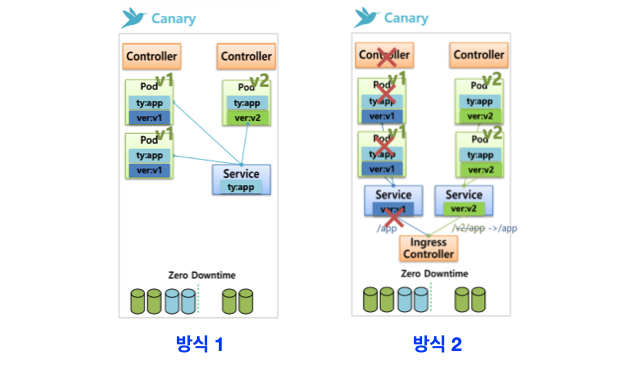 Canary
Controller
Controller
Pod
v1
ty:app
ver:v1
Pod
v2
ty:app
ver:v2
Pod
v1
ty:app
ver:v1
Service
ty:app
Zero Downtime
방식 1
Canary
Controller
Controller
Pod
v1
ty:app
ver:v1
Pod
v2
ty:app
ver:v2
Pod
v1
ty:app
ver:v1
Pod
v2
ty:app
ver:v2
Service
ver:v1
Service
ver:v2
/app
/v2/app ->/app
Ingress
Controller
Zero Downtime
방식 2